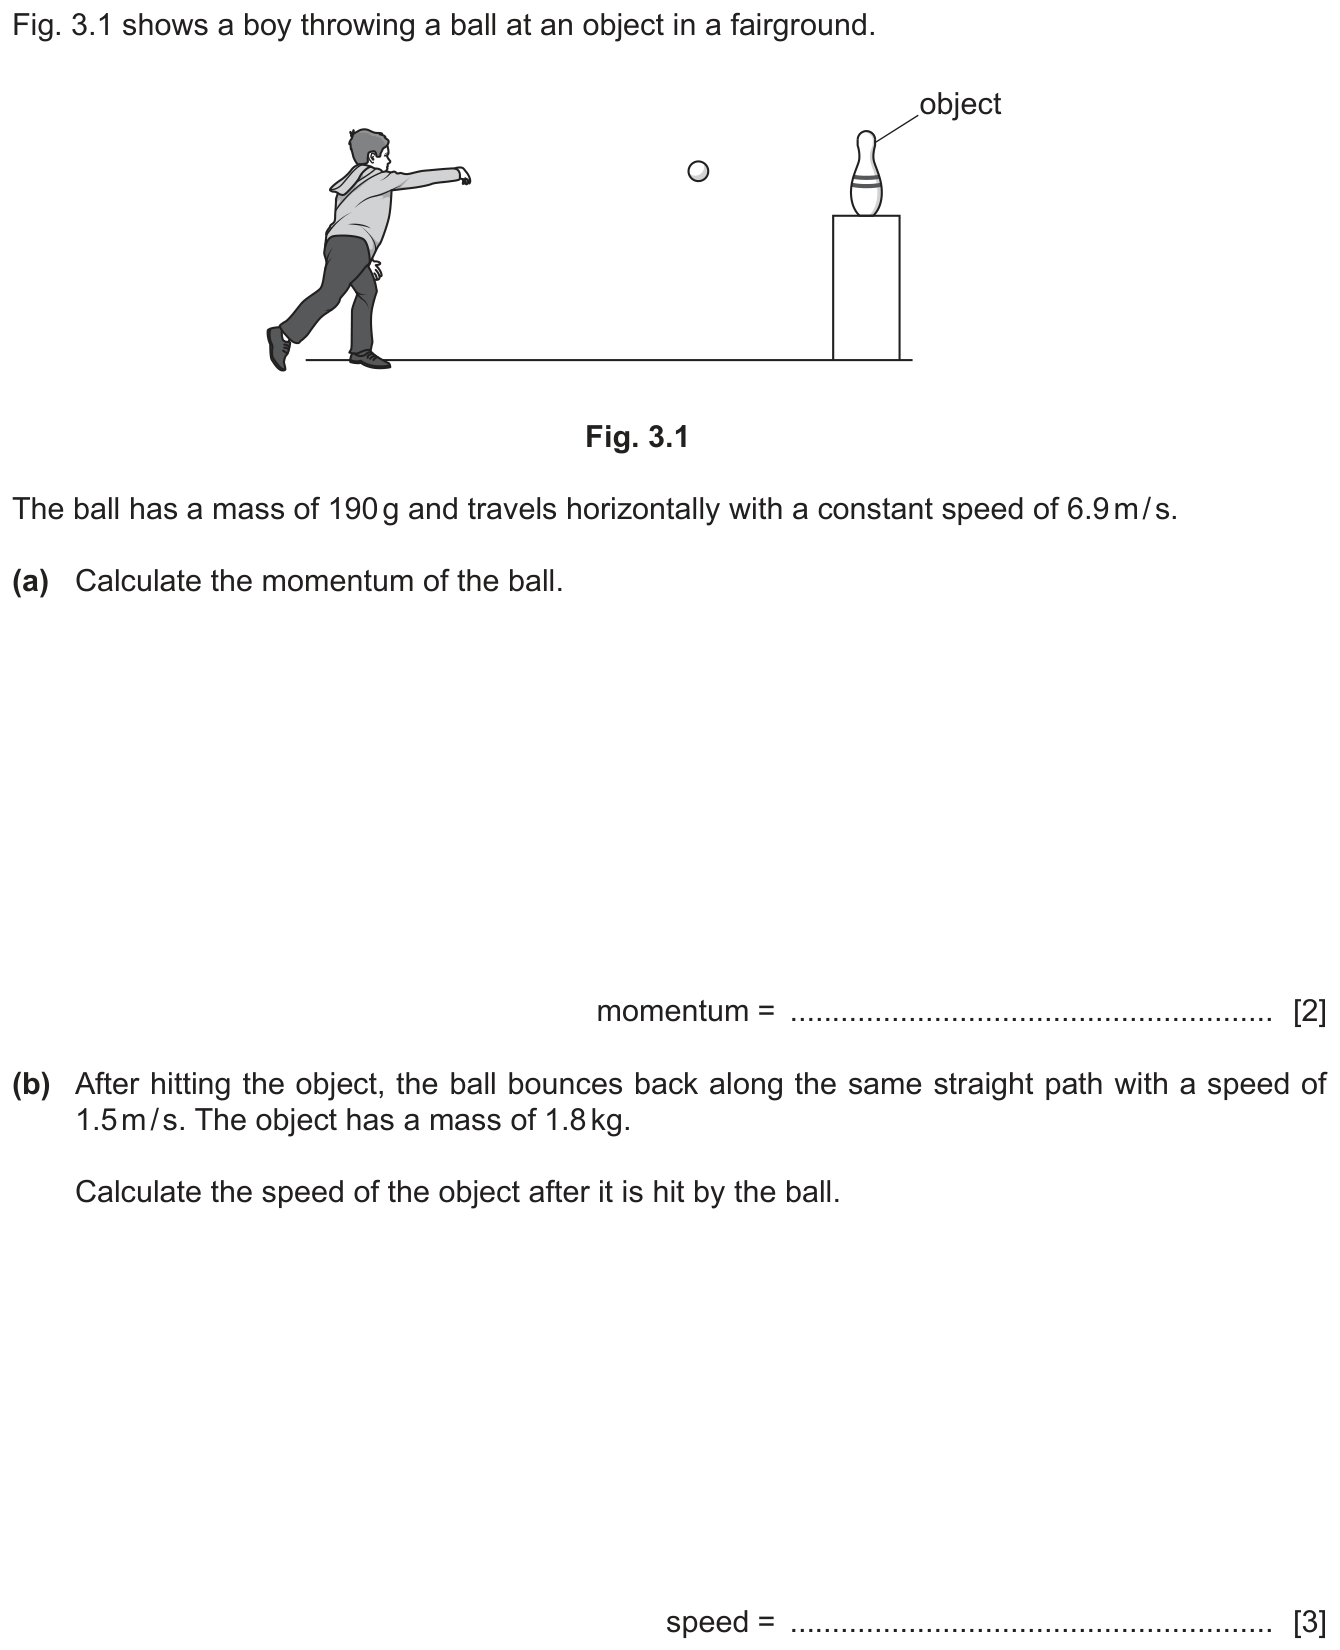 Fig. 3.1 shows a boy throwing a ball at an object in a fairground.
object
Fig. 3.1
The ball has a mass of 190 g and travels horizontally with a constant speed of 6.9 m / s.
(a) Calculate the momentum of the ball.
momentum = ......................................................... [2]
(b) After hitting the object, the ball bounces back along the same straight path with a speed of
1.5 m / s. The object has a mass of 1.8 kg.
Calculate the speed of the object after it is hit by the ball.
speed = ......................................................... [3]